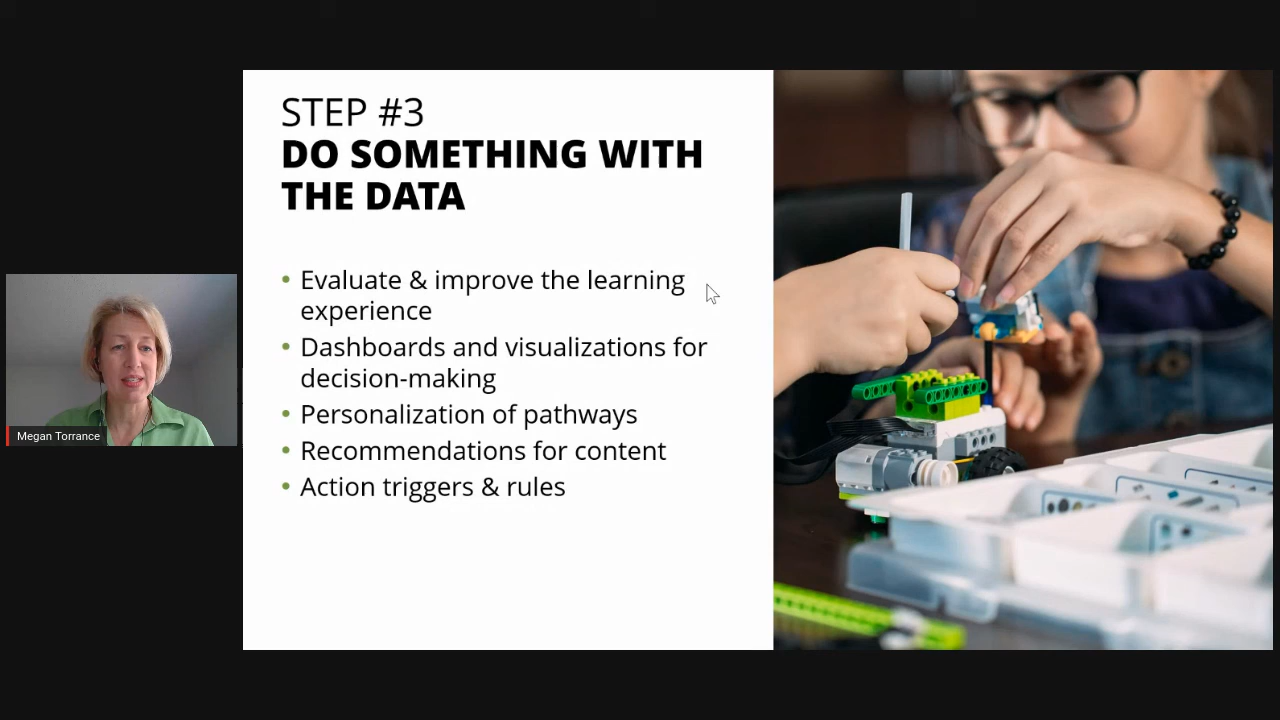 STEP #3
DO SOMETHING WITH
THE DATA
• Evaluate & improve the learning
experience
• Dashboards and visualizations for
decision-making
• Personalization of pathways
• Recommendations for content
• Action triggers & rules
Megan Torrance